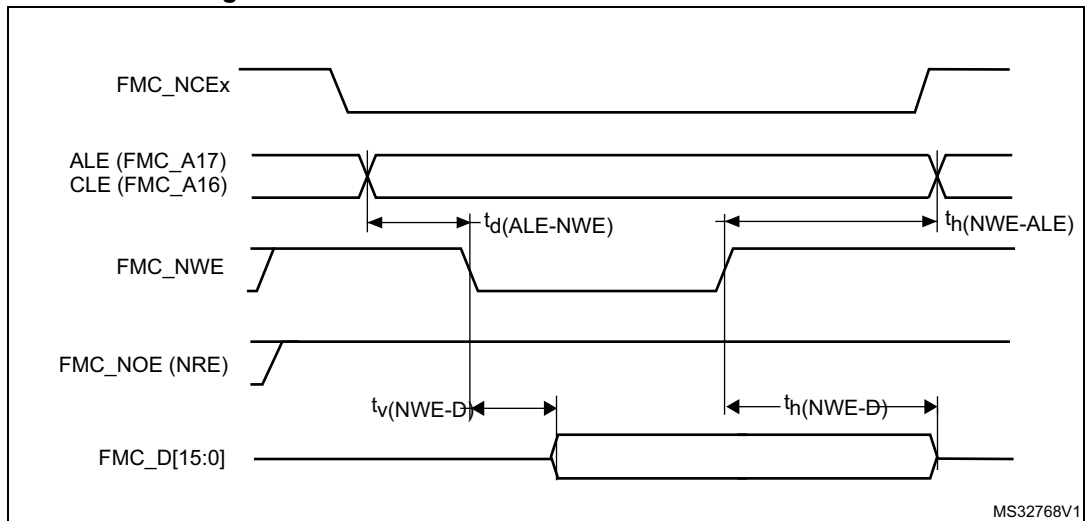 FMC_NCEx
ALE (FMC_A17)
CLE (FMC_A16)
td(ALE-NWE)
th(NWE-ALE)
FMC_NWE
FMC_NOE (NRE)
tv(NWE-D)
th(NWE-D)
FMC_D[15:0]
MS32768V1